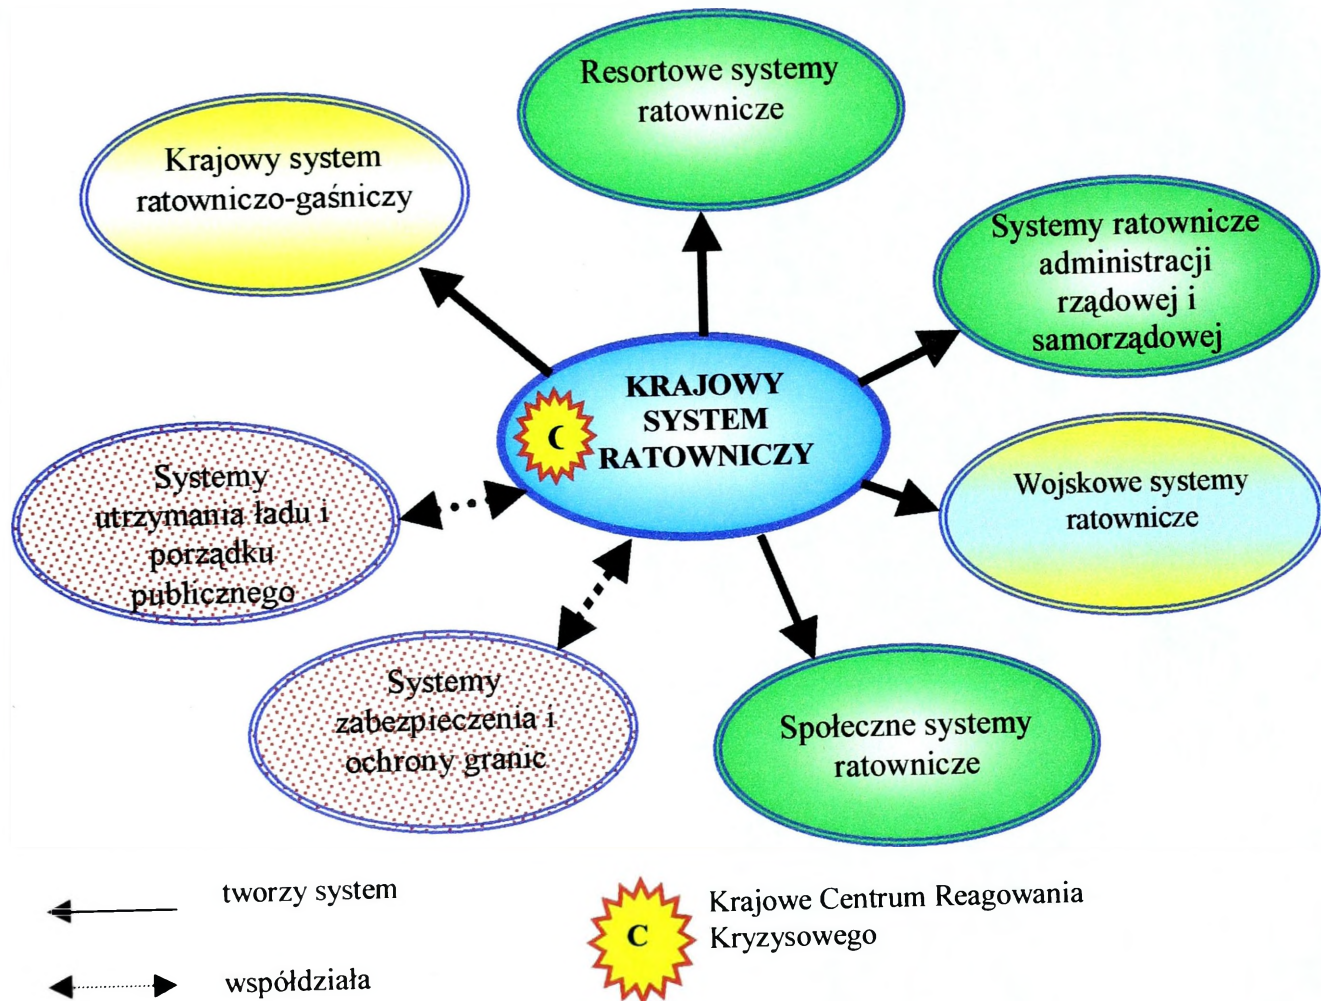 Resortowe systemy
ratownicze
Krajowy system
ratowniczo-gaśniczy
Systemy ratownicze
administracji
rządowej i
samorządowej
KRAJOWY
SYSTEM
RATOWNICZY
C
Systemy
utrzymania ładu i
porządku
publicznego
Wojskowe systemy
ratownicze
Systemy
zabezpieczenia i
ochrony granic
Społeczne systemy
ratownicze
tworzy system
C
Krajowe Centrum Reagowania
Kryzysowego
współdziała